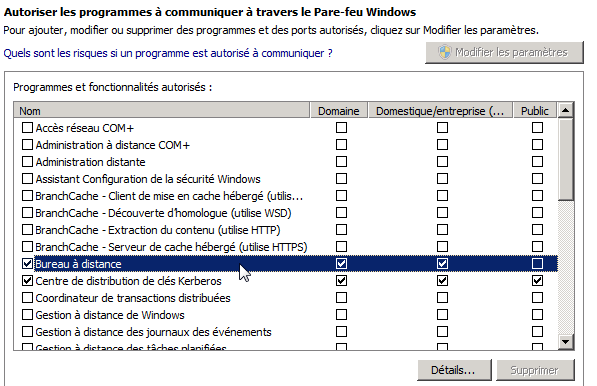 Autoriser les programmes à communiquer à travers le Pare-feu Windows
Pour ajouter, modifier ou supprimer des programmes et des ports autorisés, cliquez sur Modifier les paramètres.
Quels sont les risques si un programme est autorisé à communiquer ?
Modifier les paramètres
Programmes et fonctionnalités autorisés :
Nom Domaine Domestique/entreprise (... Public
Accès réseau COM+
Administration à distance COM+
Administration distante
Assistant Configuration de la sécurité Windows
BranchCache - Client de mise en cache hébergé (utilis...
BranchCache - Découverte d'homologue (utilise WSD)
BranchCache - Extraction du contenu (utilise HTTP)
BranchCache - Serveur de cache hébergé (utilise HTTPS)
Bureau à distance
Centre de distribution de clés Kerberos
Coordinateur de transactions distribuées
Gestion à distance de Windows
Gestion à distance des journaux des événements
Gestion à distance des tâches planifiées
Détails... Supprimer